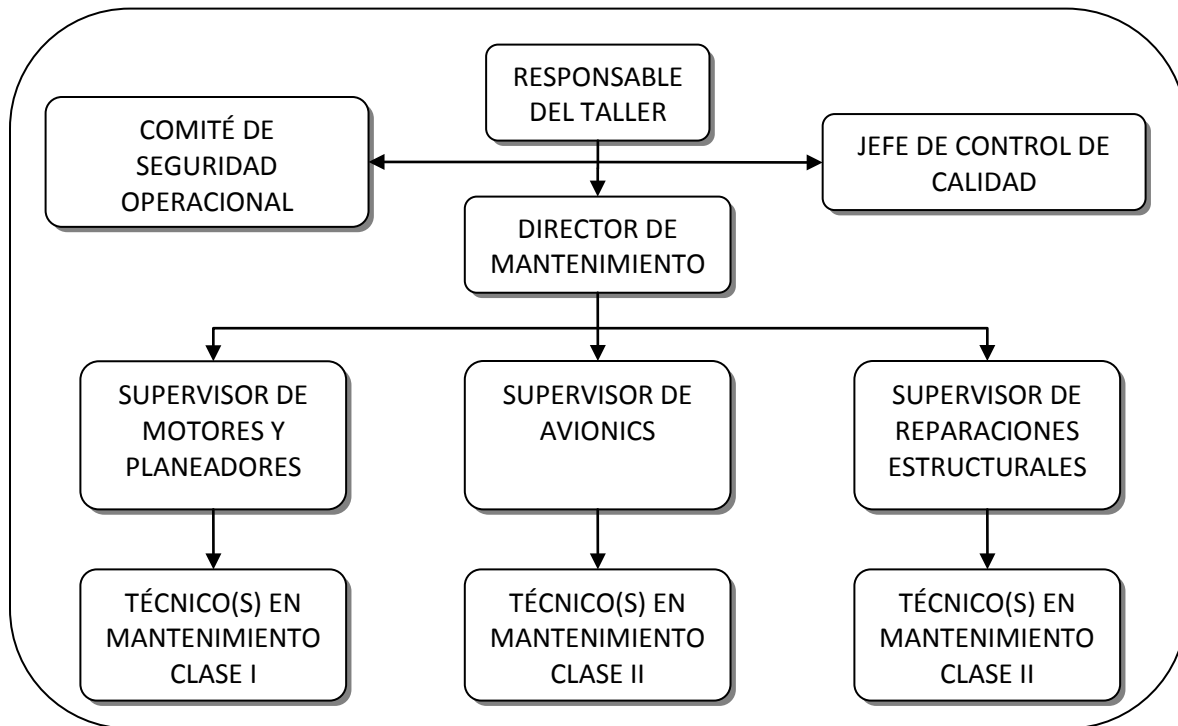 RESPONSABLE
DEL TALLER
COMITÉ DE
SEGURIDAD
OPERACIONAL
JEFE DE CONTROL DE
CALIDAD
DIRECTOR DE
MANTENIMIENTO
SUPERVISOR DE
MOTORES Y
PLANEADORES
SUPERVISOR DE
AVIONICS
SUPERVISOR DE
REPARACIONES
ESTRUCTURALES
TÉCNICO(S) EN
MANTENIMIENTO
CLASE I
TÉCNICO(S) EN
MANTENIMIENTO
CLASE II
TÉCNICO(S) EN
MANTENIMIENTO
CLASE II